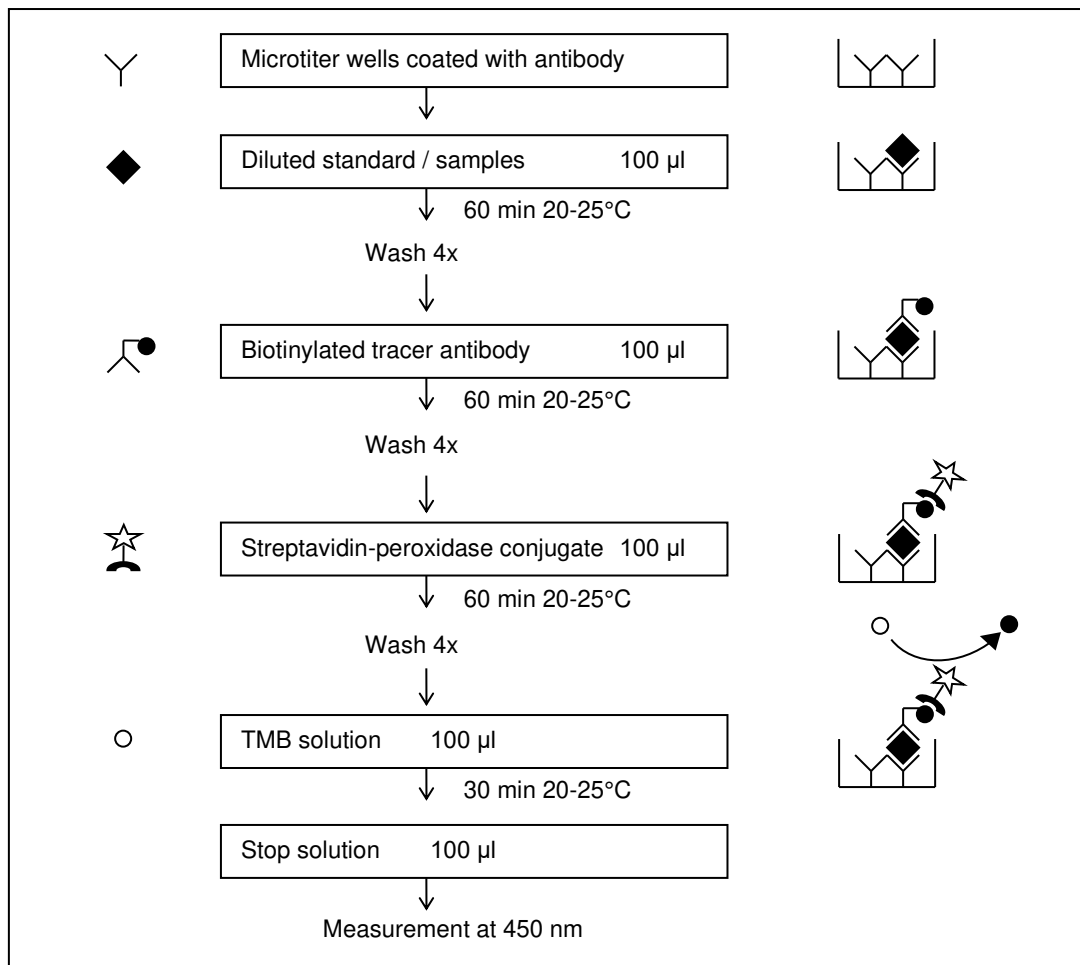 Microtiter wells coated with antibody
Diluted standard / samples 100 µl
60 min 20-25°C
Wash 4x
Biotinylated tracer antibody 100 µl
60 min 20-25°C
Wash 4x
Streptavidin-peroxidase conjugate 100 µl
60 min 20-25°C
Wash 4x
TMB solution 100 µl
30 min 20-25°C
Stop solution 100 µl
Measurement at 450 nm